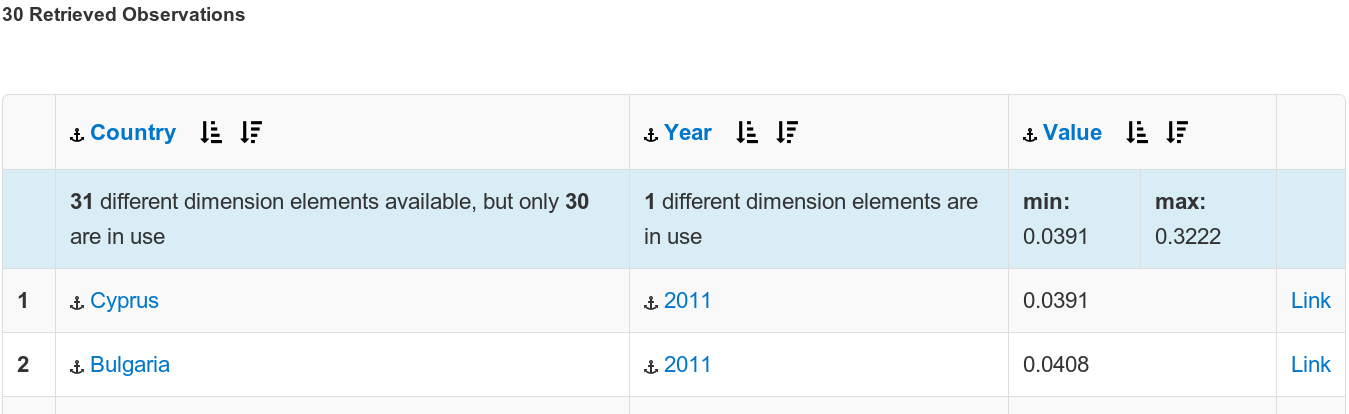 30 Retrieved Observations
Country Year Value
31 different dimension elements available, but only 30 are in use
1 different dimension elements are in use
min: 0.0391
max: 0.3222
1 Cyprus 2011 0.0391 Link
2 Bulgaria 2011 0.0408 Link